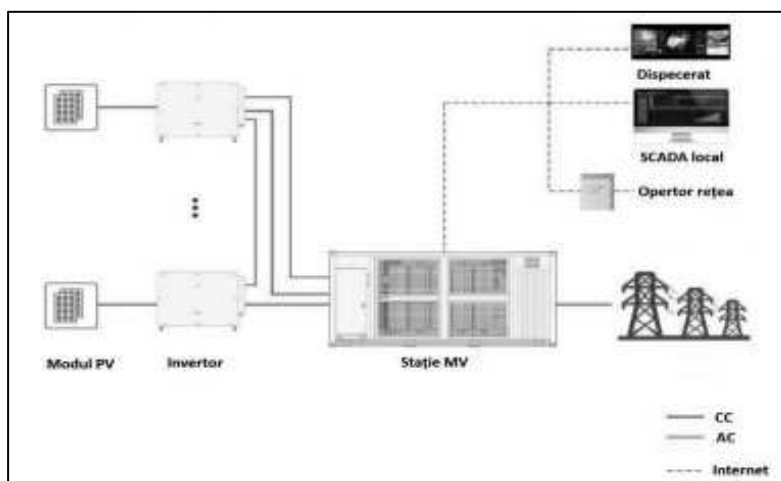 Dispecerat
SCADA local
Opertor rețea
Modul PV
Invertor
Stație MV
CC
AC
Internet